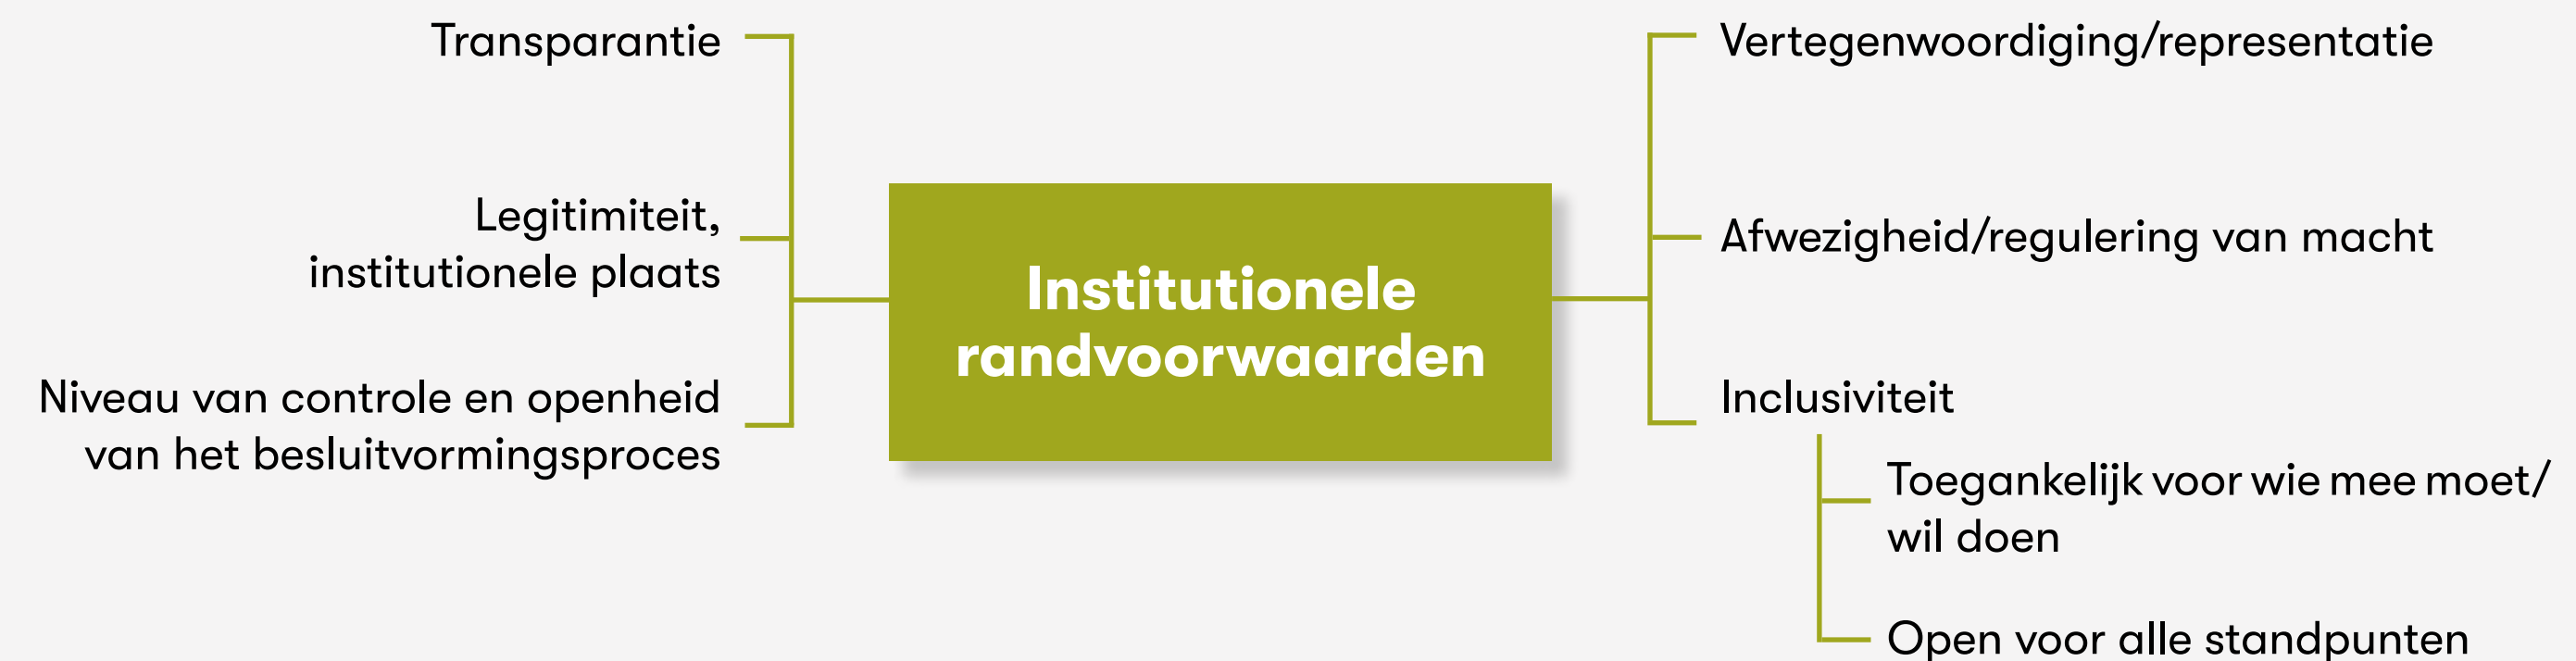 Transparantie
Legitimiteit,
institutionele plaats
Niveau van controle en openheid
van het besluitvormingsproces
Institutionele
randvoorwaarden
Vertegenwoordiging/representatie
Afwezigheid/regulering van macht
Inclusiviteit
Toegankelijk voor wie mee moet/
wil doen
Open voor alle standpunten